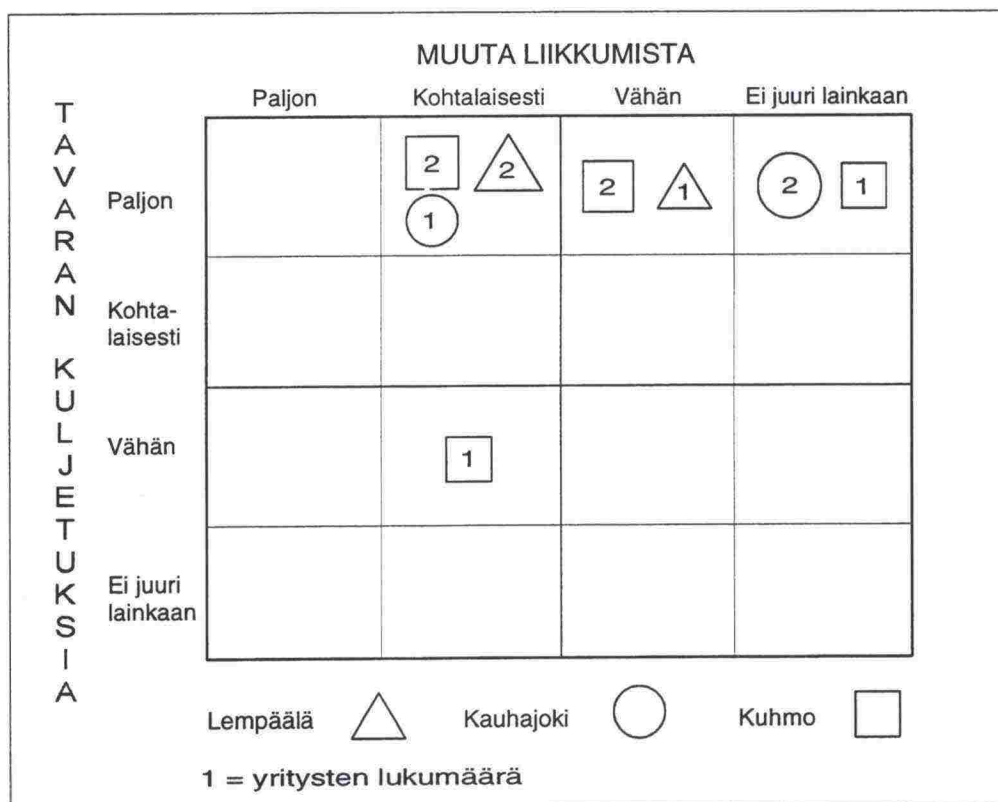 MUUTA LIIKKUMISTA
Paljon Kohtalaisesti Vähän Ei juuri lainkaan
TAVARAN KULJETUKSIA
Paljon
2 2 2 1 2 1
1
Kohta-
laisesti
Vähän
1
Ei juuri
lainkaan
Lempäälä Kauhajoki Kuhmo
1 = yritysten lukumäärä